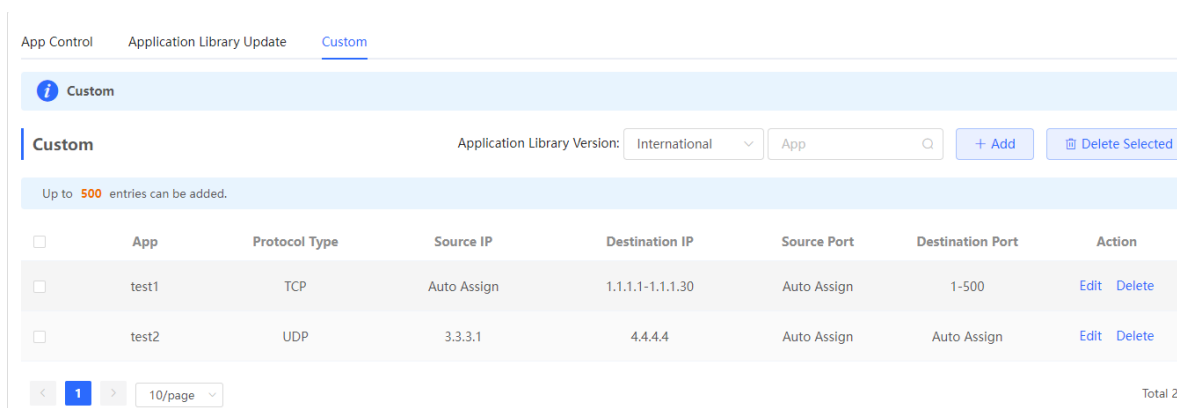 App Control Application Library Update Custom
Custom
Custom Application Library Version: International App + Add Delete Selected
Up to 500 entries can be added.
App Protocol Type Source IP Destination IP Source Port Destination Port Action
test1 TCP Auto Assign 1.1.1.1-1.1.1.30 Auto Assign 1-500 Edit Delete
test2 UDP 3.3.3.1 4.4.4.4 Auto Assign Auto Assign Edit Delete
< 1 > 10/page Total 2